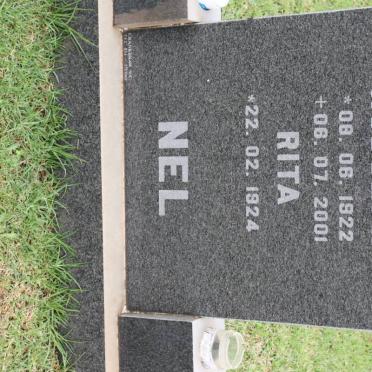 *08. 06. 1922
+06. 07. 2001
RITA
*22. 02. 1924
NEL